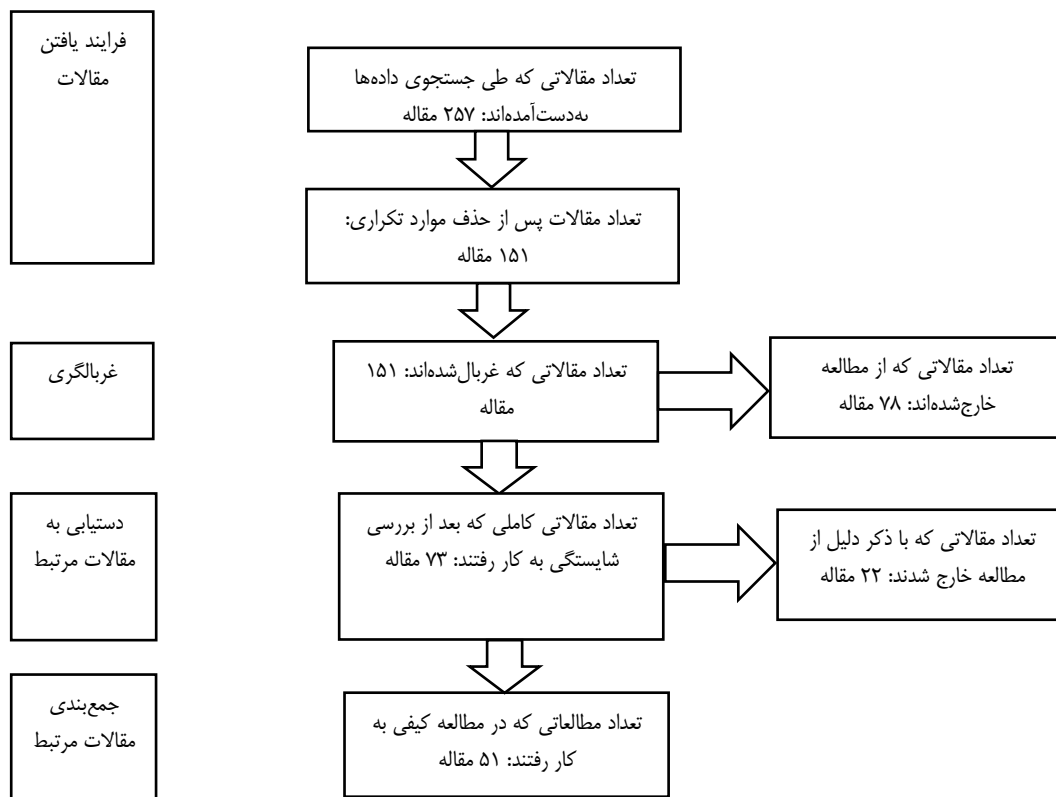 فرایند یافتن
مقالات
تعداد مقالاتی که طی جستجوی داده‌ها
به‌دست‌آمده‌اند: ۲۵۷ مقاله
تعداد مقالات پس از حذف موارد تکراری:
۱۵۱ مقاله
غربالگری
تعداد مقالاتی که غربال‌شده‌اند: ۱۵۱
مقاله
تعداد مقالاتی که از مطالعه
خارج‌شده‌اند: ۷۸ مقاله
دستیابی به
مقالات مرتبط
تعداد مقالاتی کاملی که بعد از بررسی
شایستگی به کار رفتند: ۷۳ مقاله
تعداد مقالاتی که با ذکر دلیل از
مطالعه خارج شدند: ۲۲ مقاله
جمع‌بندی
مقالات مرتبط
تعداد مطالعاتی که در مطالعه کیفی به
کار رفتند: ۵۱ مقاله